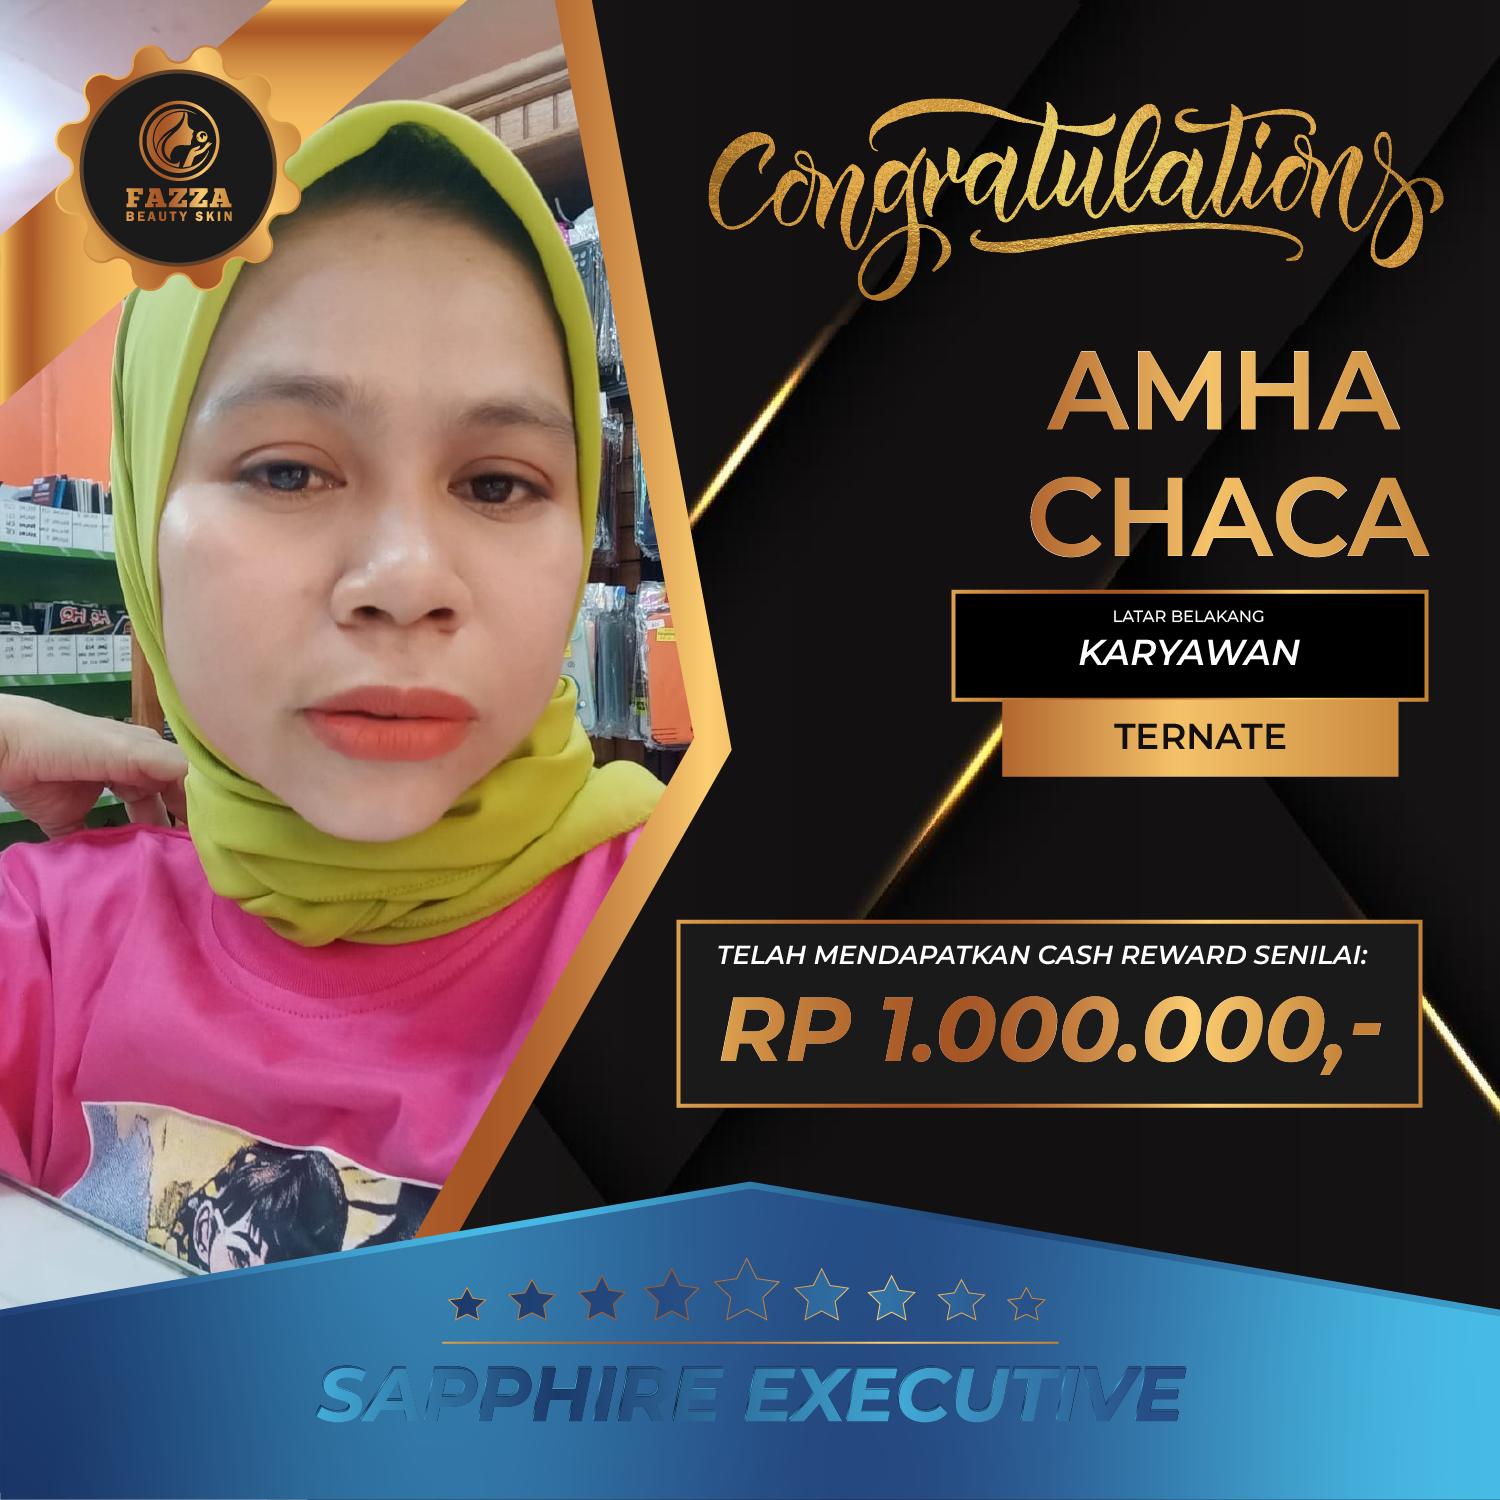 FAZZA
BEAUTY SKIN
Congratulations
AMHA
CHACA
LATAR BELAKANG
KARYAWAN
TERNATE
TELAH MENDAPATKAN CASH REWARD SENILAI:
RP 1.000.000,-
SAPPHIRE EXECUTIVE